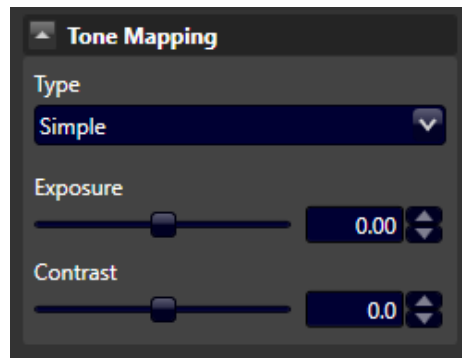 Tone Mapping
Type
Simple
Exposure
0.00
Contrast
0.0